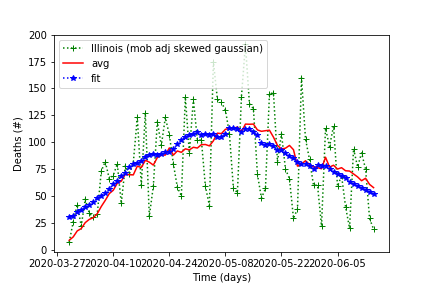 200
175
150
125
100
75
50
25
0
Deaths (#)
Illinois (mob adj skewed gaussian)
avg
fit
2020-03-27 2020-04-10 2020-04-24 2020-05-08 2020-05-22 2020-06-05
Time (days)